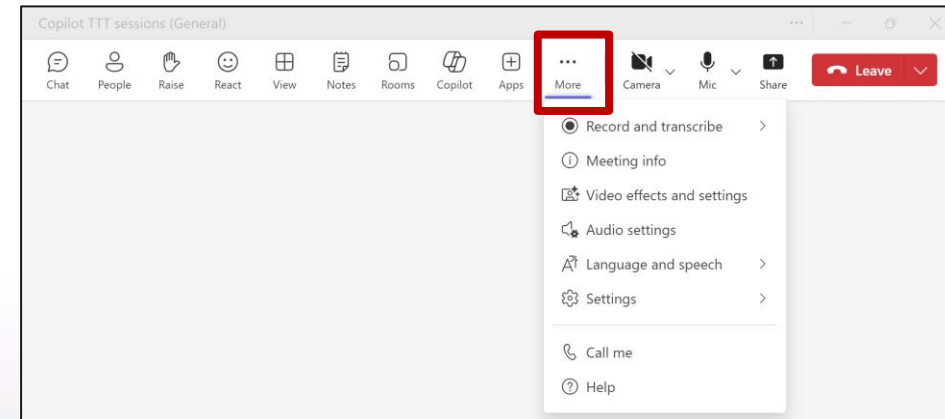 Copilot TTT sessions (General)
Chat People Raise React View Notes Rooms Copilot Apps More Camera Mic Share Leave
Record and transcribe
Meeting info
Video effects and settings
Audio settings
Language and speech
Settings
Call me
Help